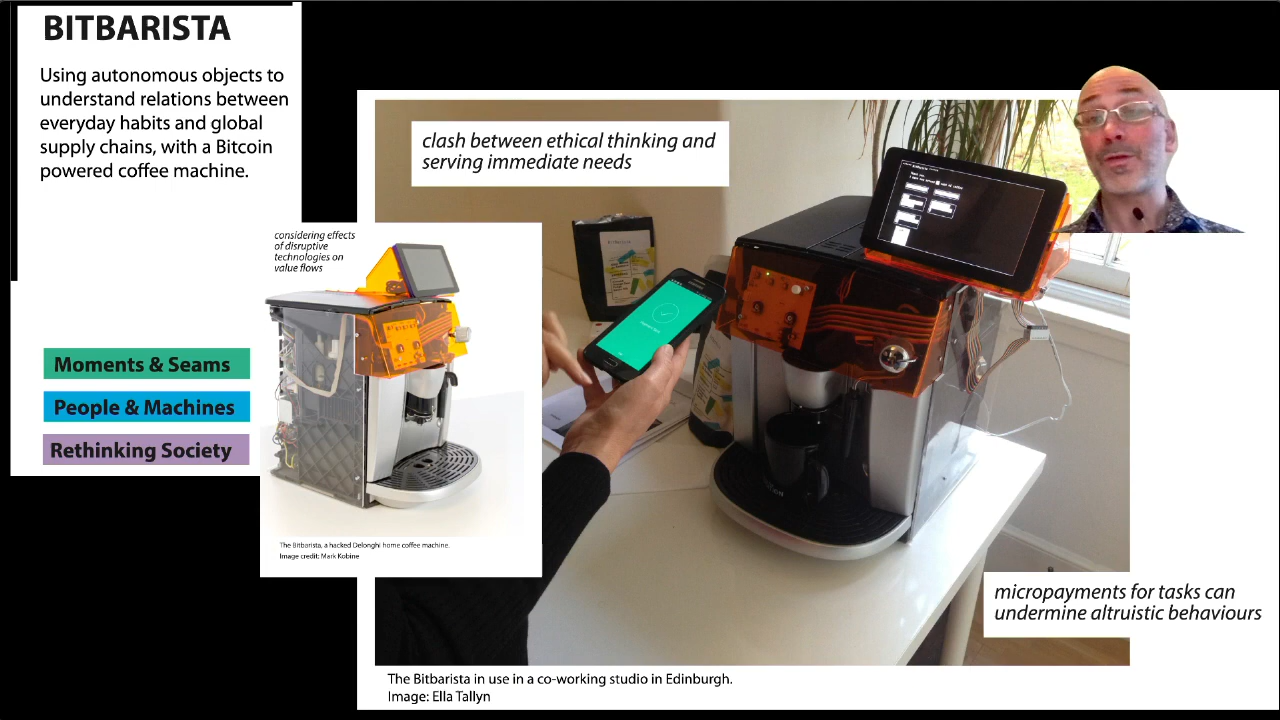 BITBARISTA
Using autonomous objects to
understand relations between
everyday habits and global
supply chains, with a Bitcoin
powered coffee machine.
Moments & Seams
People & Machines
Rethinking Society
considering effects
of disruptive
technologies on
value flows
The Bitbarista, a hacked Delonghi home coffee machine.
Image credit: Mark Kobine
clash between ethical thinking and
serving immediate needs
micropayments for tasks can
undermine altruistic behaviours
The Bitbarista in use in a co-working studio in Edinburgh.
Image: Ella Tallyn